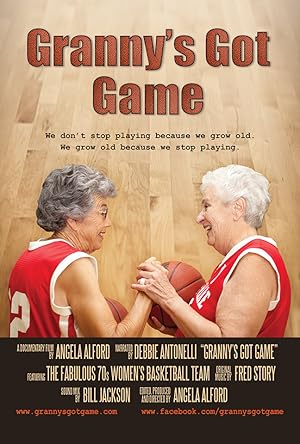 Granny's Got
Game
We don't stop playing because we grow old.
We grow old because we stop playing.
A DOCUMENTARY FILM BY ANGELA ALFORD NARRATED BY DEBBIE ANTONELLI "GRANNY'S GOT GAME"
FEATURING THE FABULOUS 70s WOMEN'S BASKETBALL TEAM ORIGINAL MUSIC BY FRED STORY
SOUND MIX BY BILL JACKSON EDITED PRODUCED AND DIRECTED BY ANGELA ALFORD
www.grannysgotgame.com www.facebook.com/grannysgotgame